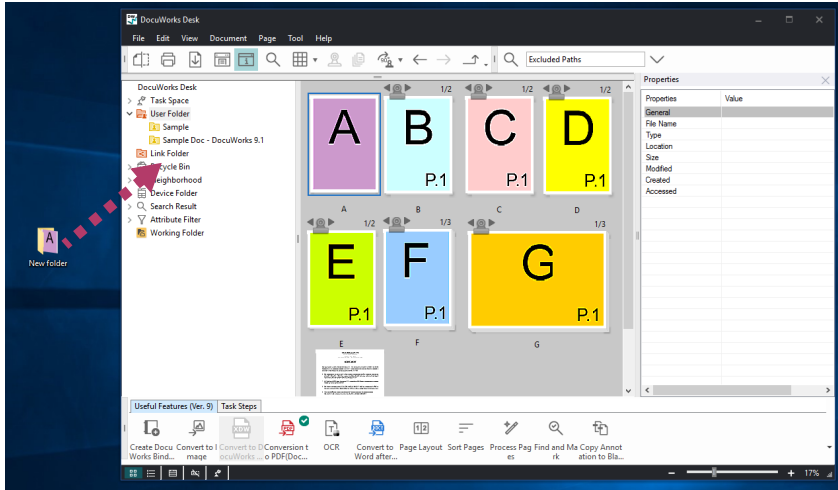 DocuWorks Desk
File Edit View Document Page Tool Help
Excluded Paths
DocuWorks Desk
Task Space
User Folder
Sample
Sample Doc - DocuWorks 9.1
Link Folder
Recycle Bin
Neighborhood
Device Folder
Search Result
Attribute Filter
Working Folder
A
New folder
1/2 1/2 1/2
A B C D
P.1 P.1 P.1
A B C D
1/2 1/3 1/3
E F G
P.1 P.1 P.1
E F G
Properties
Properties Value
General
File Name
Type
Location
Size
Modified
Created
Accessed
Useful Features (Ver. 9) Task Steps
Create Docu Works Bind...
Convert to I mage
Convert to D ocuWorks ...
Conversion t o PDF(Doc...
OCR
Convert to Word after...
Page Layout
Sort Pages
Process Pag es
Find and Ma rk
Copy Annot ation to Bla...
17%